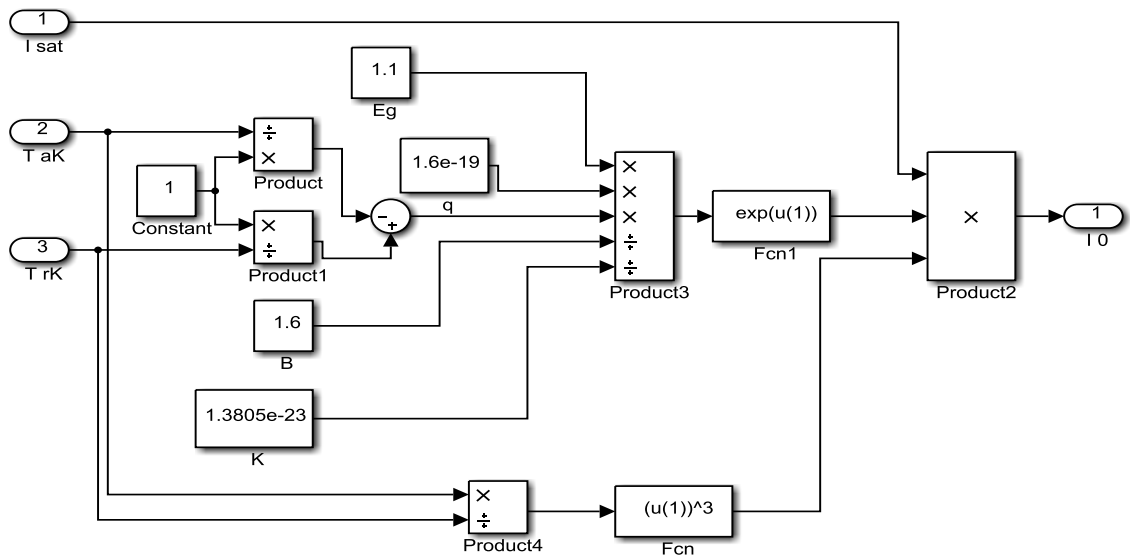 1
I sat
1.1
Eg
2
T aK
÷
×
Product
1.6e-19
q
1
Constant
×
÷
Product1
−
+
3
T rK
×
×
×
÷
÷
Product3
exp(u(1))
Fcn1
×
Product2
1
I 0
1.6
B
1.3805e-23
K
×
÷
Product4
(u(1))^3
Fcn